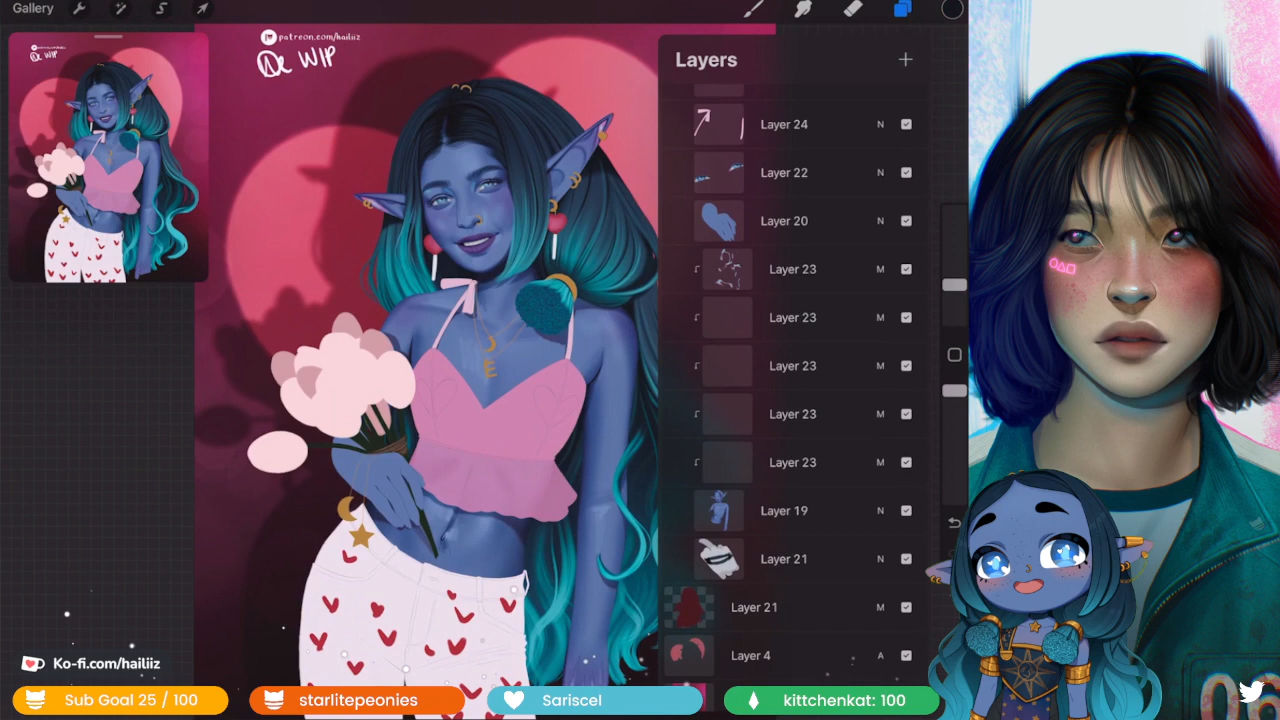 Gallery
patreon.com/hailiiz
WIP
Layers
Layer 24
N
Layer 22
N
Layer 20
N
Layer 23
M
Layer 23
M
Layer 23
M
Layer 23
M
Layer 23
M
Layer 19
N
Layer 21
N
Layer 21
M
Layer 4
A
E
Ko-fi.com/hailiiz
Sub Goal 25 / 100
starlitepeonies
Sariscel
kittchenkat: 100